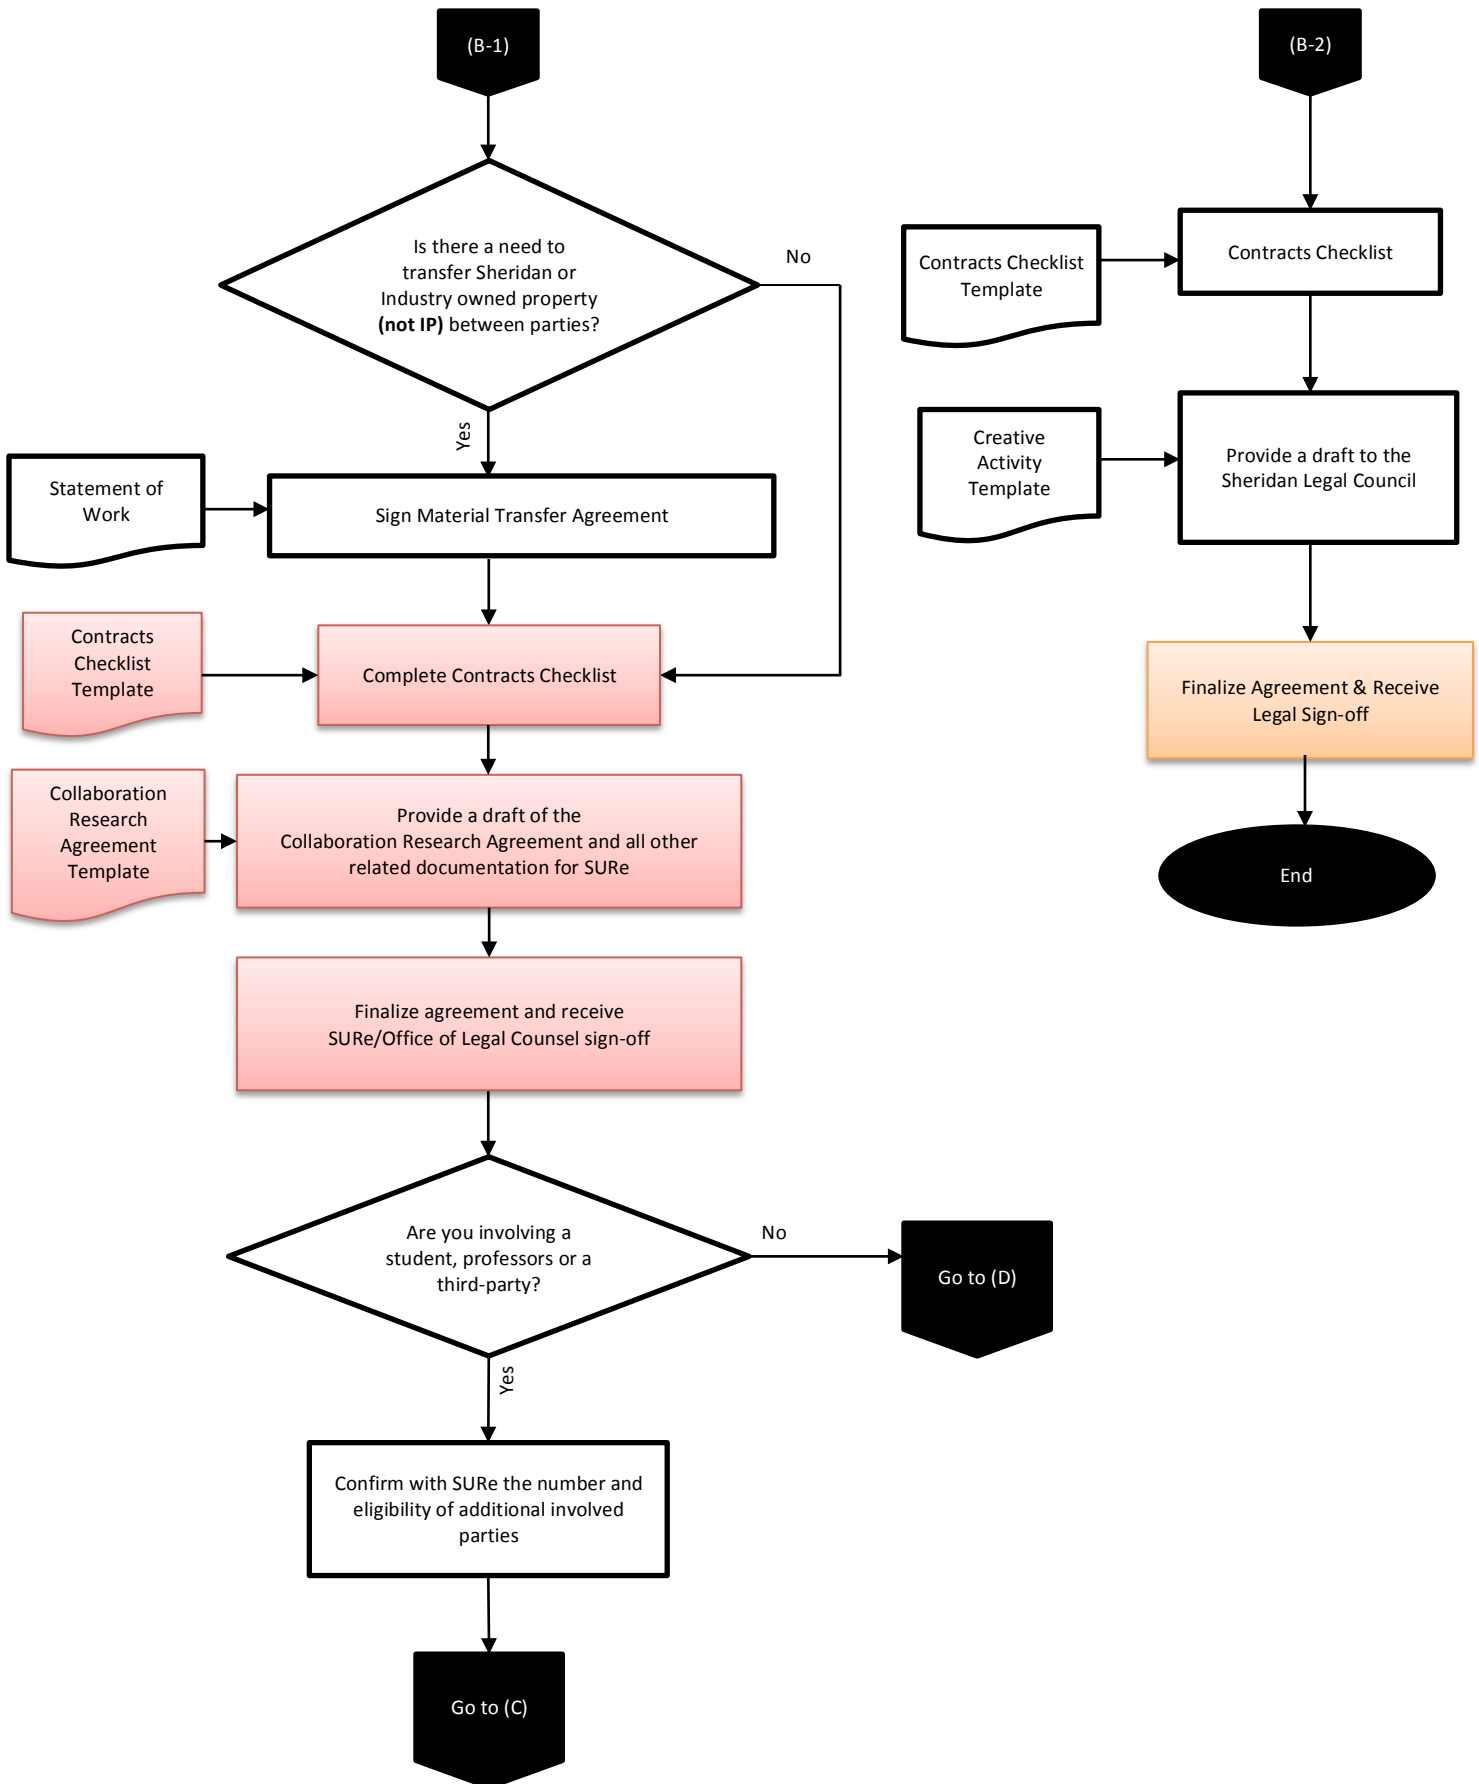 (B-1)
Is there a need to
transfer Sheridan or
Industry owned property
(not IP) between parties?
No
Yes
Statement of
Work
Sign Material Transfer Agreement
Contracts
Checklist
Template
Complete Contracts Checklist
Collaboration
Research
Agreement
Template
Provide a draft of the
Collaboration Research Agreement and all other
related documentation for SURe
Finalize agreement and receive
SURe/Office of Legal Counsel sign-off
Are you involving a
student, professors or a
third-party?
No
Go to (D)
Yes
Confirm with SURe the number and
eligibility of additional involved
parties
Go to (C)
(B-2)
Contracts Checklist
Template
Contracts Checklist
Creative
Activity
Template
Provide a draft to the
Sheridan Legal Council
Finalize Agreement & Receive
Legal Sign-off
End